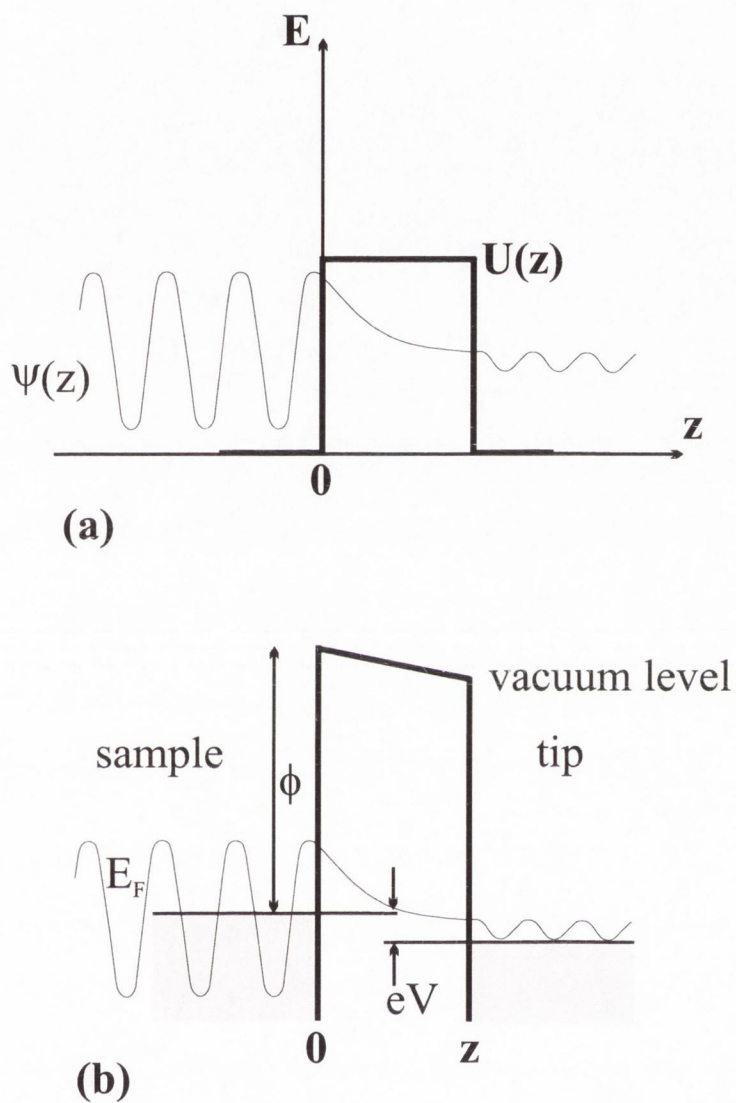 E
U(z)
Ψ(z)
z
0
(a)
vacuum level
sample
tip
ϕ
E_F
eV
0
z
(b)